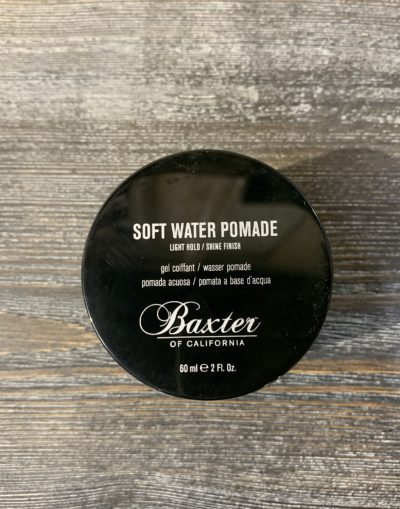 SOFT WATER POMADE
LIGHT HOLD / SHINE FINISH
gel coiffant / wasser pomade
pomada acuosa / pomata a base d'acqua
Baxter
OF CALIFORNIA
60 ml ℮ 2 Fl. Oz.